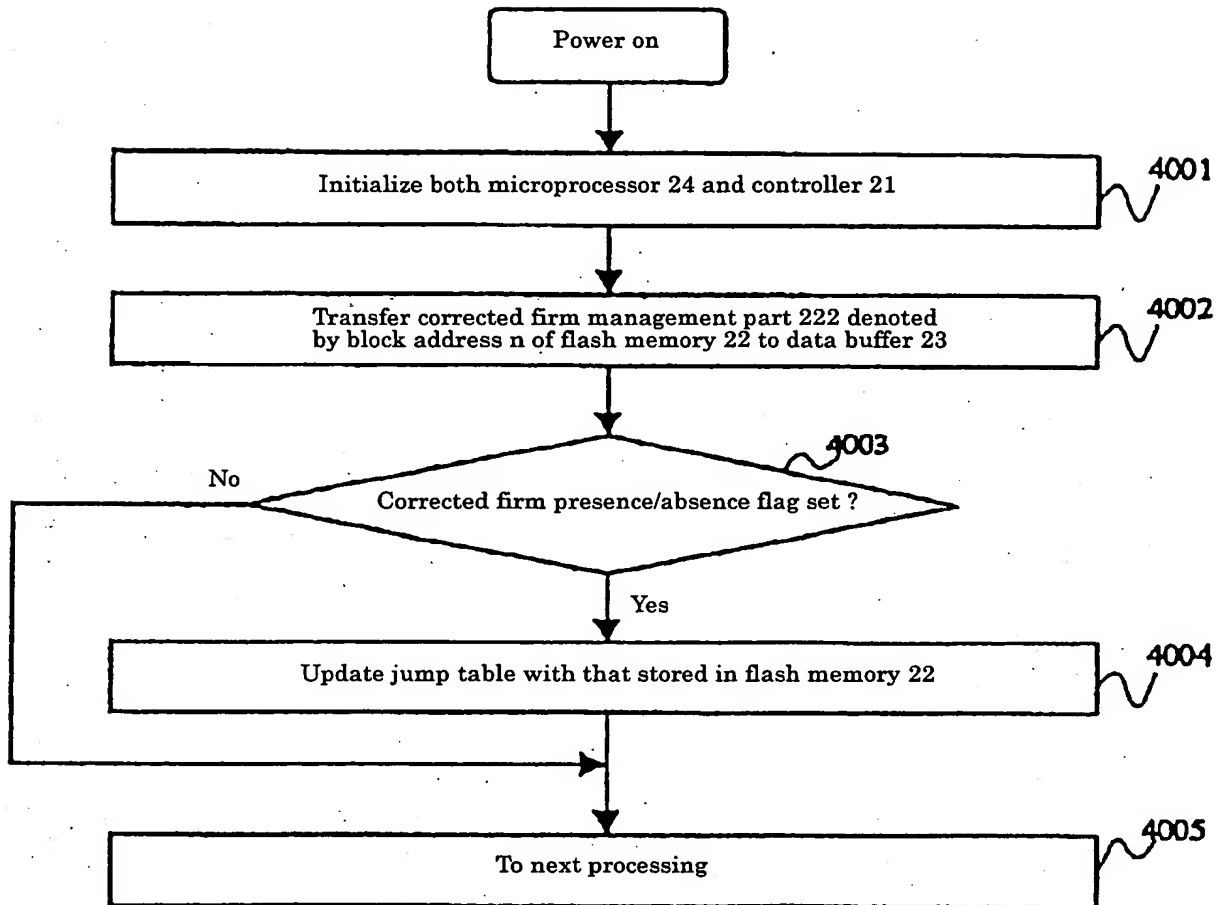 Power on
Initialize both microprocessor 24 and controller 21
4001
Transfer corrected firm management part 222 denoted
by block address n of flash memory 22 to data buffer 23
4002
4003
No
Corrected firm presence/absence flag set ?
Yes
Update jump table with that stored in flash memory 22
4004
To next processing
4005